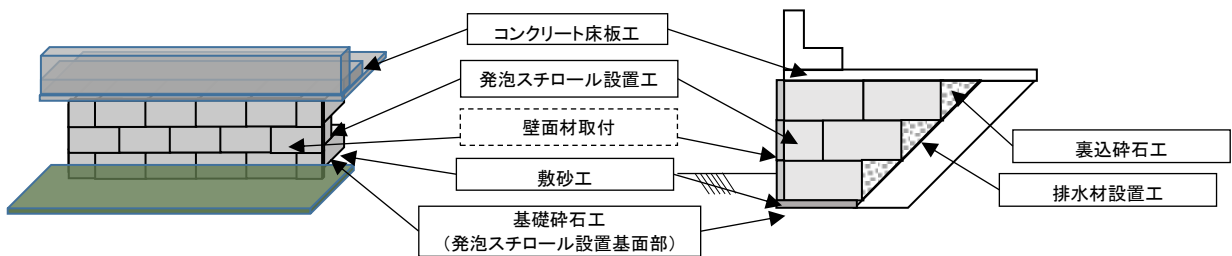 コンクリート床板工
発泡スチロール設置工
壁面材取付
敷砂工
基礎砕石工
（発泡スチロール設置基面部）
裏込砕石工
排水材設置工